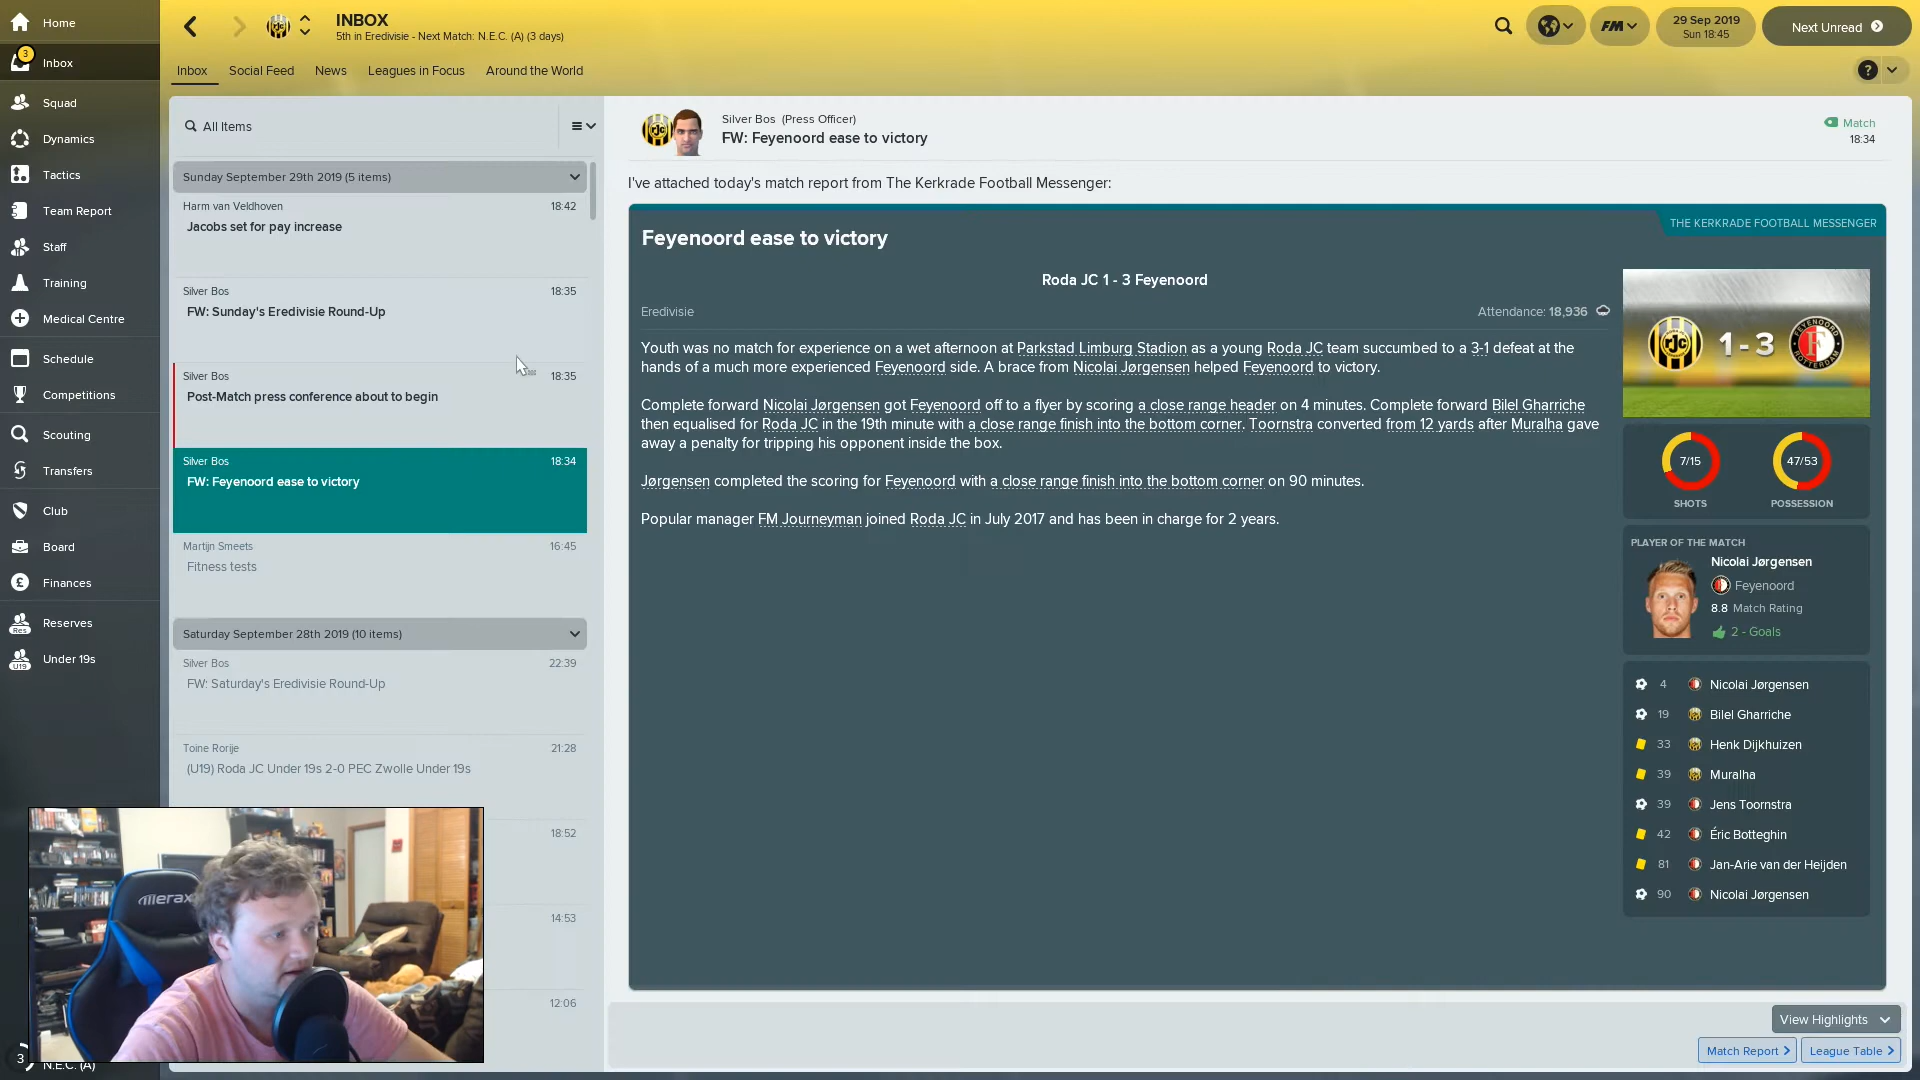 Home
3
Inbox
Squad
Dynamics
Tactics
Team Report
Staff
Training
Medical Centre
Schedule
Competitions
Scouting
Transfers
Club
Board
£
Finances
Res
Reserves
U19
Under 19s
3
N.E.C. (A)
INBOX
5th in Eredivisie - Next Match: N.E.C. (A) (3 days)
FM
29 Sep 2019
Sun 18:45
Next Unread
Inbox
Social Feed
News
Leagues in Focus
Around the World
?
All Items
Sunday September 29th 2019 (5 items)
Harm van Veldhoven 18:42
Jacobs set for pay increase
Silver Bos 18:35
FW: Sunday's Eredivisie Round-Up
Silver Bos 18:35
Post-Match press conference about to begin
Silver Bos 18:34
FW: Feyenoord ease to victory
Martijn Smeets 16:45
Fitness tests
Saturday September 28th 2019 (10 items)
Silver Bos 22:39
FW: Saturday's Eredivisie Round-Up
Toine Rorije 21:28
(U19) Roda JC Under 19s 2-0 PEC Zwolle Under 19s
18:52
14:53
12:06
merax
Silver Bos (Press Officer)
FW: Feyenoord ease to victory
Match
18:34
I've attached today's match report from The Kerkrade Football Messenger:
THE KERKRADE FOOTBALL MESSENGER
Feyenoord ease to victory
Roda JC 1 - 3 Feyenoord
Eredivisie
Attendance: 18,936
Youth was no match for experience on a wet afternoon at Parkstad Limburg Stadion as a young Roda JC team succumbed to a 3-1 defeat at the
hands of a much more experienced Feyenoord side. A brace from Nicolai Jørgensen helped Feyenoord to victory.
Complete forward Nicolai Jørgensen got Feyenoord off to a flyer by scoring a close range header on 4 minutes. Complete forward Bilel Gharriche
then equalised for Roda JC in the 19th minute with a close range finish into the bottom corner. Toornstra converted from 12 yards after Muralha gave
away a penalty for tripping his opponent inside the box.
Jørgensen completed the scoring for Feyenoord with a close range finish into the bottom corner on 90 minutes.
Popular manager FM Journeyman joined Roda JC in July 2017 and has been in charge for 2 years.
rjc 1 - 3
7/15
SHOTS
47/53
POSSESSION
PLAYER OF THE MATCH
Nicolai Jørgensen
Feyenoord
8.8 Match Rating
2 - Goals
4 Nicolai Jørgensen
19 Bilel Gharriche
33 Henk Dijkhuizen
39 Muralha
39 Jens Toornstra
42 Éric Botteghin
81 Jan-Arie van der Heijden
90 Nicolai Jørgensen
View Highlights
Match Report
League Table